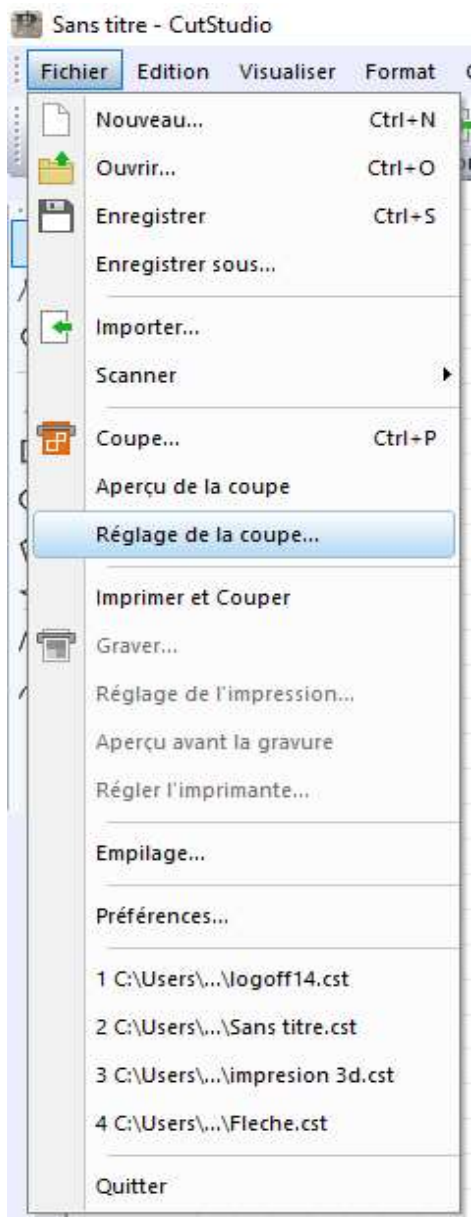 Sans titre - CutStudio
Fichier Edition Visualiser Format
Nouveau... Ctrl+N
Ouvrir... Ctrl+O
Enregistrer Ctrl+S
Enregistrer sous...
Importer...
Scanner
Coupe... Ctrl+P
Aperçu de la coupe
Réglage de la coupe...
Imprimer et Couper
Graver...
Réglage de l'impression...
Aperçu avant la gravure
Régler l'imprimante...
Empilage...
Préférences...
1 C:\Users\...\logoff14.cst
2 C:\Users\...\Sans titre.cst
3 C:\Users\...\impresion 3d.cst
4 C:\Users\...\Fleche.cst
Quitter